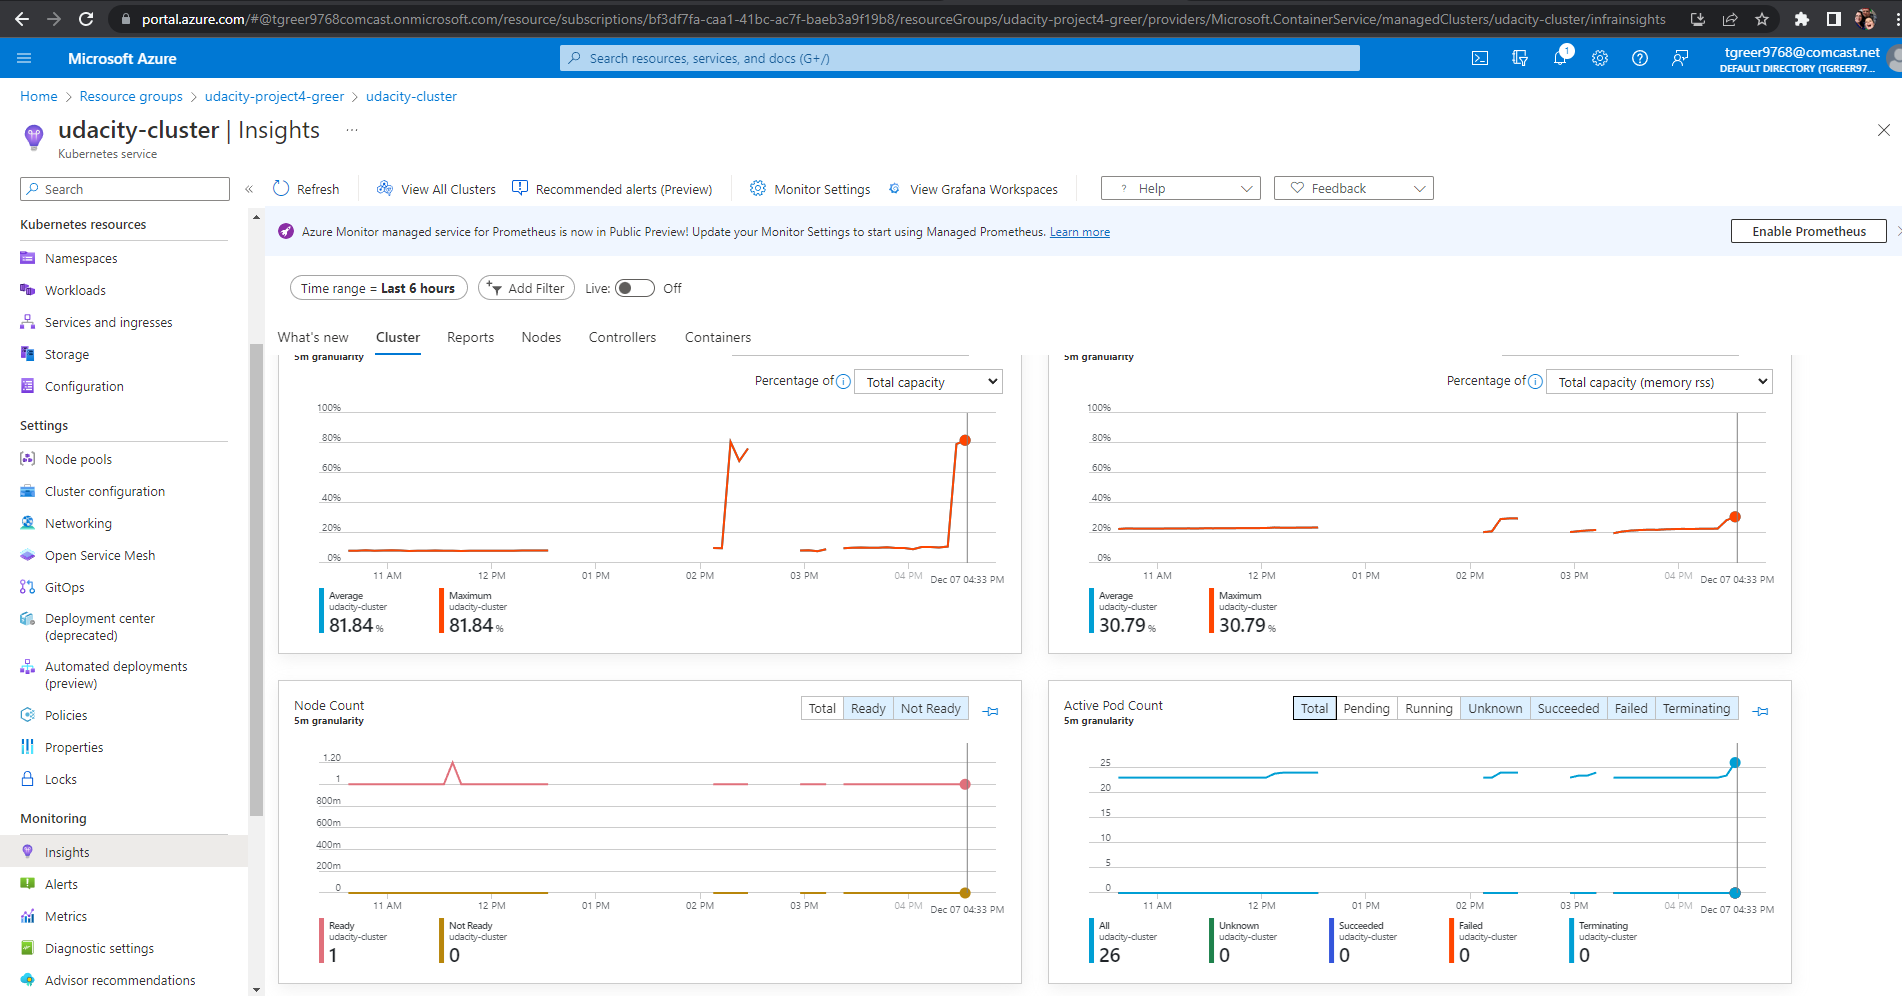 portal.azure.com/#@tgreer9768comcast.onmicrosoft.com/resource/subscriptions/bf3df7fa-caa1-41bc-ac7f-baeb3a9f19b8/resourceGroups/udacity-project4-greer/providers/Microsoft.ContainerService/managedClusters/udacity-cluster/infrainsights
Microsoft Azure
Search resources, services, and docs (G+/)
1
tgreer9768@comcast.net
DEFAULT DIRECTORY (TGREER97...
Home > Resource groups > udacity-project4-greer > udacity-cluster
udacity-cluster | Insights ...
Kubernetes service
Search
«
Refresh
View All Clusters
Recommended alerts (Preview)
Monitor Settings
View Grafana Workspaces
? Help
Feedback
Kubernetes resources
Namespaces
Workloads
Services and ingresses
Storage
Configuration
Settings
Node pools
Cluster configuration
Networking
Open Service Mesh
GitOps
Deployment center
(deprecated)
Automated deployments
(preview)
Policies
Properties
Locks
Monitoring
Insights
Alerts
Metrics
Diagnostic settings
Advisor recommendations
Azure Monitor managed service for Prometheus is now in Public Preview! Update your Monitor Settings to start using Managed Prometheus. Learn more
Enable Prometheus
Time range = Last 6 hours
Add Filter
Live: Off
What's new Cluster Reports Nodes Controllers Containers
5m granularity
Percentage of Total capacity
100%
80%
60%
40%
20%
0%
11 AM 12 PM 01 PM 02 PM 03 PM 04 PM Dec 07 04:33 PM
Average
udacity-cluster
81.84 %
Maximum
udacity-cluster
81.84 %
5m granularity
Percentage of Total capacity (memory rss)
100%
80%
60%
40%
20%
0%
11 AM 12 PM 01 PM 02 PM 03 PM 04 PM Dec 07 04:33 PM
Average
udacity-cluster
30.79 %
Maximum
udacity-cluster
30.79 %
Node Count
5m granularity
Total Ready Not Ready
1.20
1
800m
600m
400m
200m
0
11 AM 12 PM 01 PM 02 PM 03 PM 04 PM Dec 07 04:33 PM
Ready
udacity-cluster
1
Not Ready
udacity-cluster
0
Active Pod Count
5m granularity
Total Pending Running Unknown Succeeded Failed Terminating
25
20
15
10
5
0
11 AM 12 PM 01 PM 02 PM 03 PM 04 PM Dec 07 04:33 PM
All
udacity-cluster
26
Unknown
udacity-cluster
0
Succeeded
udacity-cluster
0
Failed
udacity-cluster
0
Terminating
udacity-cluster
0